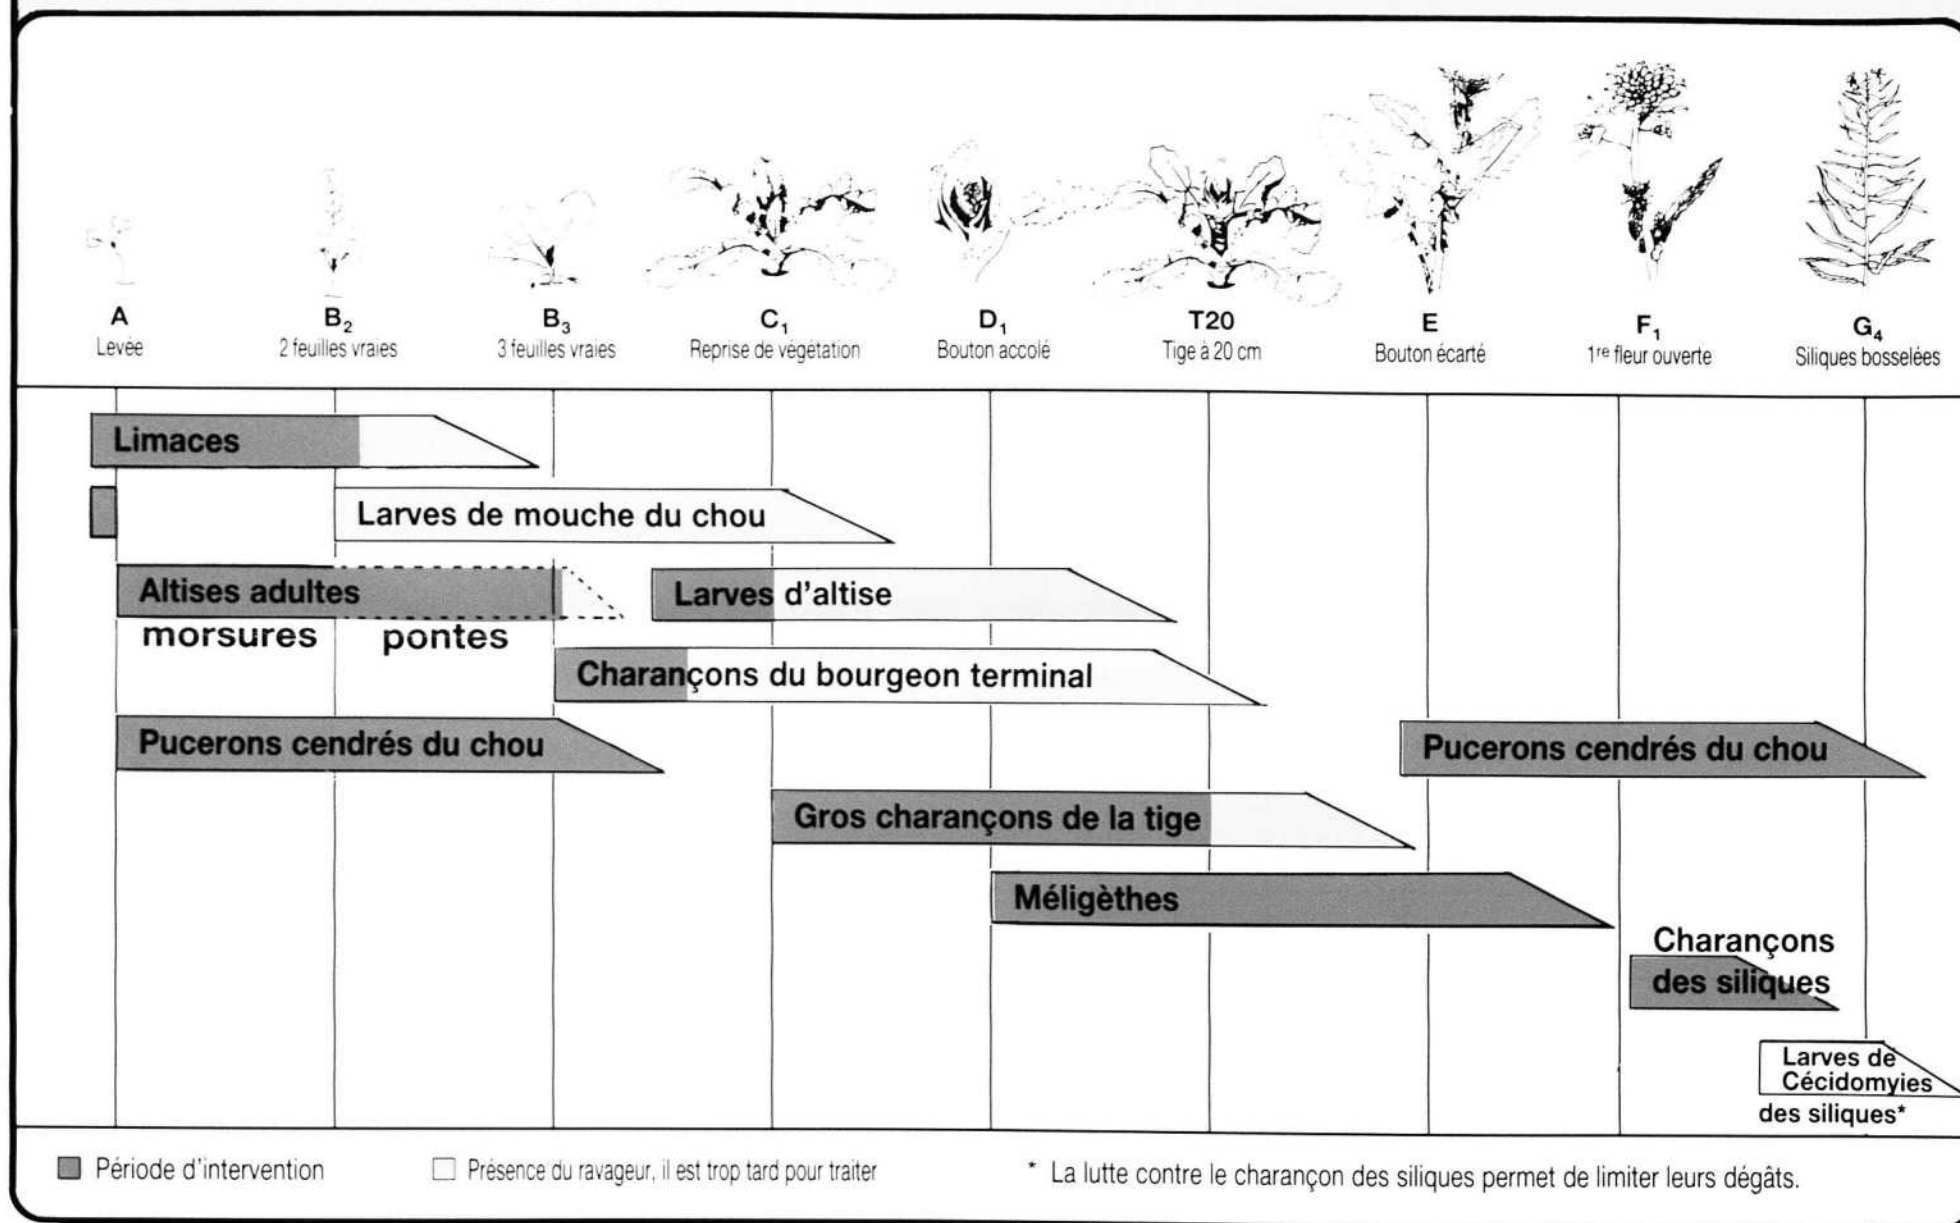 A
Levée
B₂
2 feuilles vraies
B₃
3 feuilles vraies
C₁
Reprise de végétation
D₁
Bouton accolé
T20
Tige à 20 cm
E
Bouton écarté
F₁
1re fleur ouverte
G₄
Siliques bosselées
Limaces
Larves de mouche du chou
Altises adultes
morsures pontes
Larves d'altise
Charançons du bourgeon terminal
Pucerons cendrés du chou
Pucerons cendrés du chou
Gros charançons de la tige
Méligèthes
Charançons
des siliques
Larves de
Cécidomyies
des siliques*
Période d'intervention
Présence du ravageur, il est trop tard pour traiter
* La lutte contre le charançon des siliques permet de limiter leurs dégâts.